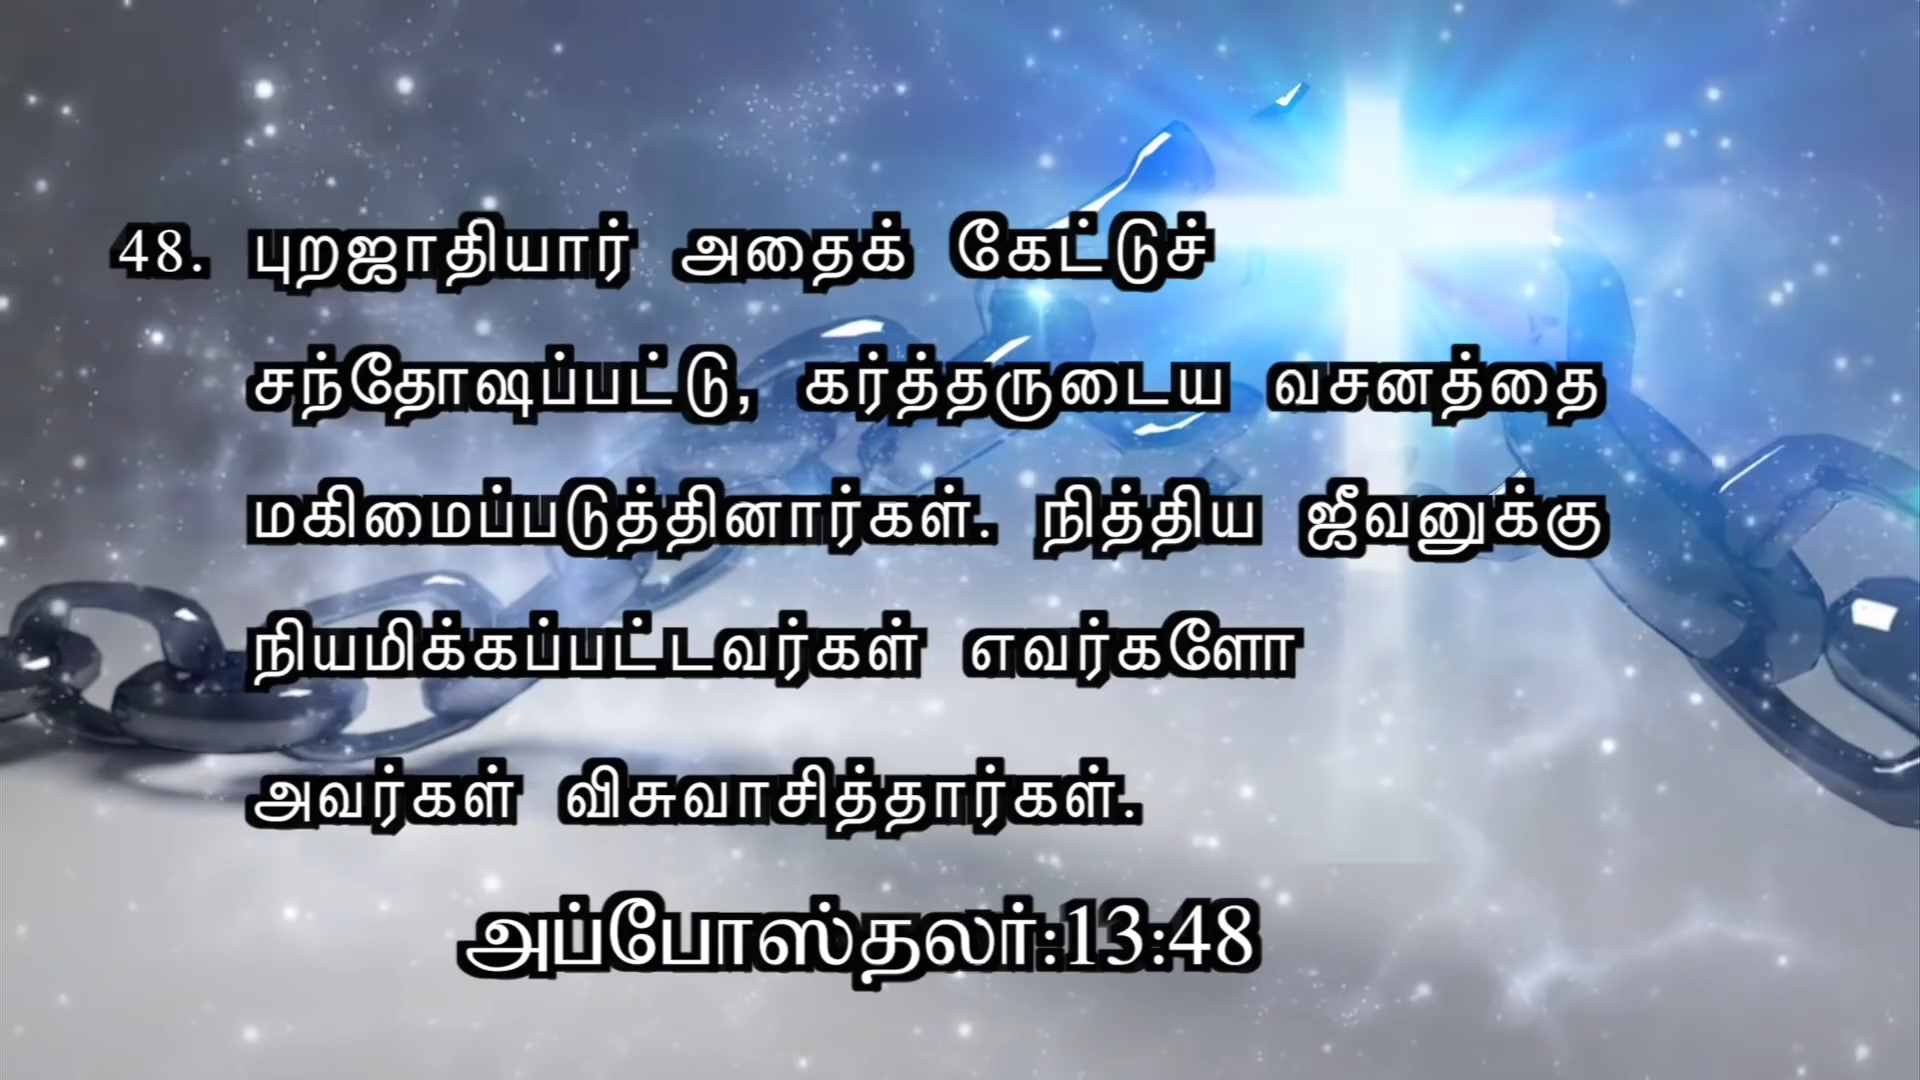 48. புறஜாதியார் அதைக் கேட்டுச்
சந்தோஷப்பட்டு, கர்த்தருடைய வசனத்தை
மகிமைப்படுத்தினார்கள். நித்திய ஜீவனுக்கு
நியமிக்கப்பட்டவர்கள் எவர்களோ
அவர்கள் விசுவாசித்தார்கள்.
அப்போஸ்தலர்:13:48